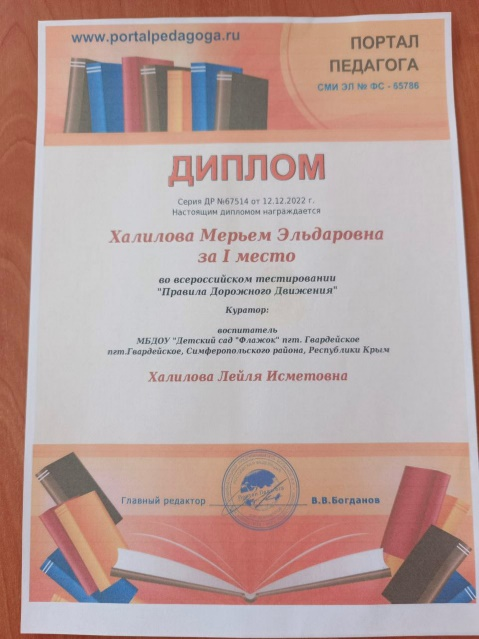 www.portalpedagoga.ru
ПОРТАЛ
ПЕДАГОГА
СМИ ЭЛ № ФС - 65786
ДИПЛОМ
Серия ДР №67514 от 12.12.2022 г.
Настоящим дипломом награждается
Халилова Мерьем Эльдаровна
за I место
во всероссийском тестировании
"Правила Дорожного Движения"
Куратор:
воспитатель
МБДОУ "Детский сад "Флажок" пгт. Гвардейское
пгт.Гвардейское, Симферопольского района, Республики Крым
Халилова Лейля Исметовна
Главный редактор
В.В.Богданов